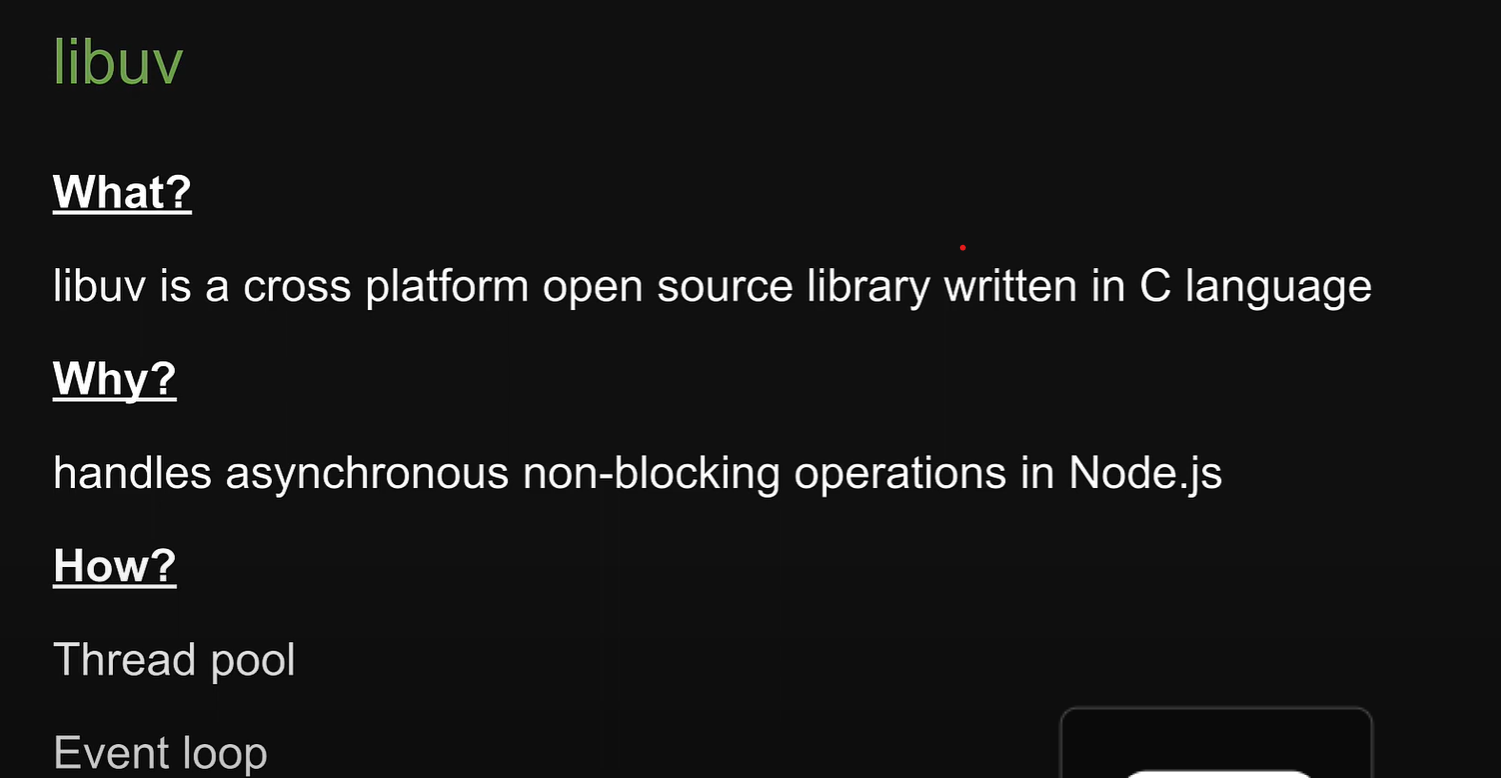 libuv
What?
libuv is a cross platform open source library written in C language
Why?
handles asynchronous non-blocking operations in Node.js
How?
Thread pool
Event loop